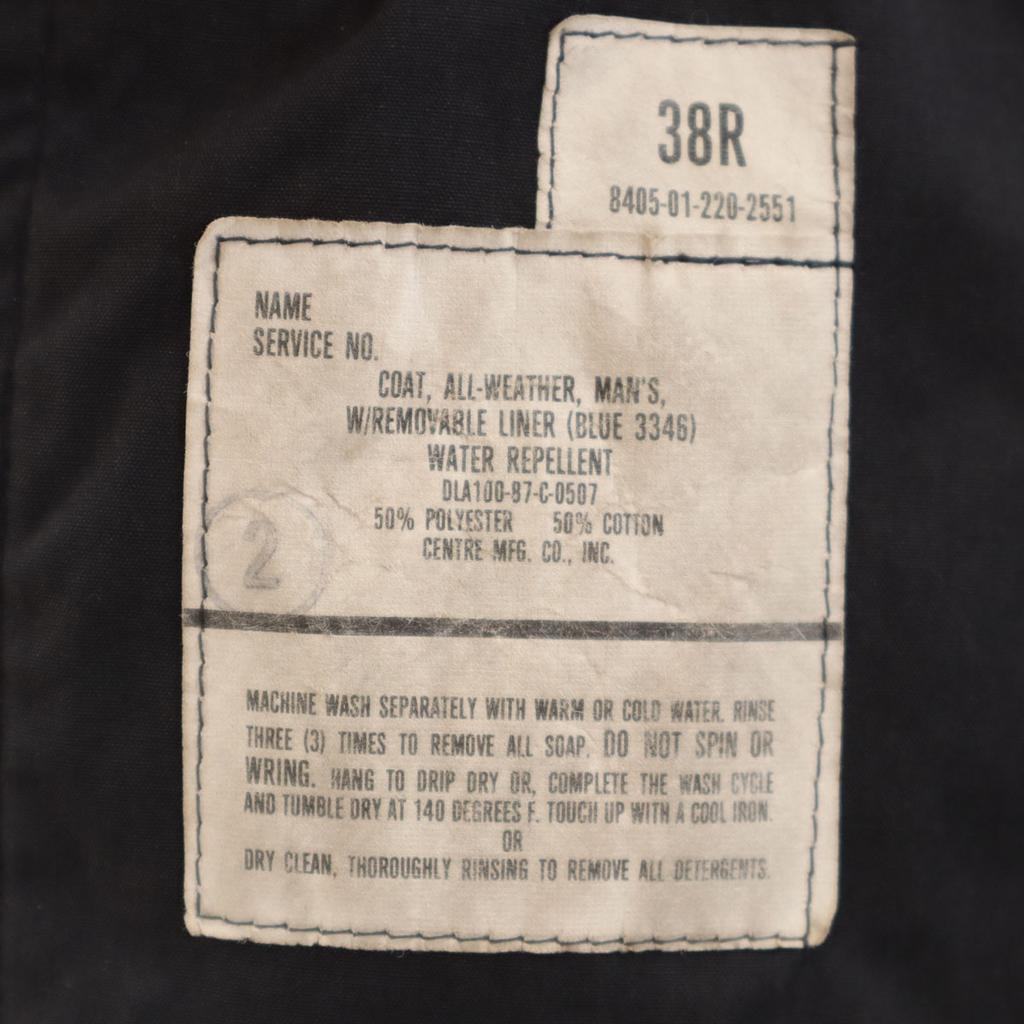 38R
8405-01-220-2551
NAME
SERVICE NO.
COAT, ALL-WEATHER, MAN'S,
W/REMOVABLE LINER (BLUE 3346)
WATER REPELLENT
DLA100-87-C-0507
50% POLYESTER 50% COTTON
CENTRE MFG. CO., INC.
2
MACHINE WASH SEPARATELY WITH WARM OR COLD WATER. RINSE
THREE (3) TIMES TO REMOVE ALL SOAP. DO NOT SPIN OR
WRING. HANG TO DRIP DRY OR, COMPLETE THE WASH CYCLE
AND TUMBLE DRY AT 140 DEGREES F. TOUCH UP WITH A COOL IRON.
OR
DRY CLEAN, THOROUGHLY RINSING TO REMOVE ALL DETERGENTS.